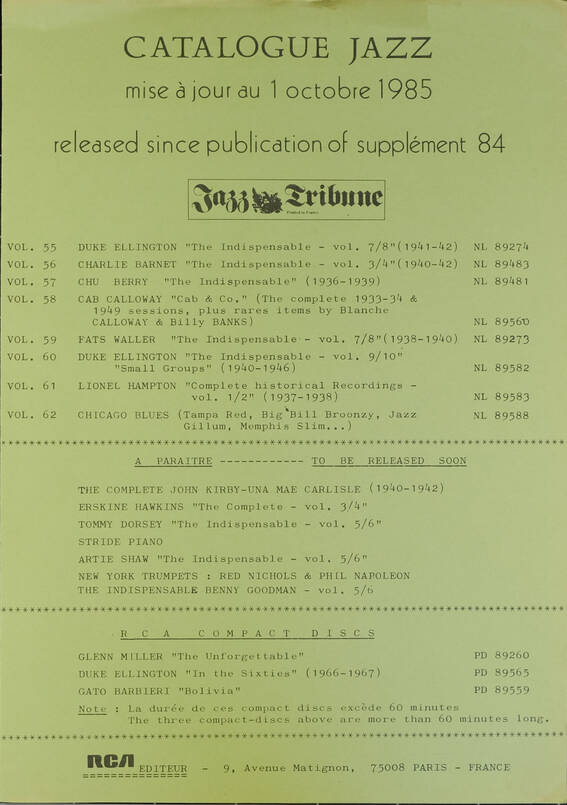 CATALOGUE JAZZ
mise à jour au 1 octobre 1985
released since publication of supplément 84
Jazz Tribune
Printed in France
VOL. 55 DUKE ELLINGTON "The Indispensable - vol. 7/8"(1941-42) NL 89274
VOL. 56 CHARLIE BARNET "The Indispensable - vol. 3/4"(1940-42) NL 89483
VOL. 57 CHU BERRY "The Indispensable" (1936-1939) NL 89481
VOL. 58 CAB CALLOWAY "Cab & Co." (The complete 1933-34 &
1949 sessions, plus rares items by Blanche
CALLOWAY & Billy BANKS) NL 89560
VOL. 59 FATS WALLER "The Indispensable - vol. 7/8"(1938-1940) NL 89273
VOL. 60 DUKE ELLINGTON "The Indispensable - vol. 9/10"
"Small Groups" (1940-1946) NL 89582
VOL. 61 LIONEL HAMPTON "Complete historical Recordings -
vol. 1/2" (1937-1938) NL 89583
VOL. 62 CHICAGO BLUES (Tampa Red, Big Bill Broonzy, Jazz
Gillum, Memphis Slim...) NL 89588
A PARAITRE ------------ TO BE RELEASED SOON
THE COMPLETE JOHN KIRBY-UNA MAE CARLISLE (1940-1942)
ERSKINE HAWKINS "The Complete - vol. 3/4"
TOMMY DORSEY "The Indispensable - vol. 5/6"
STRIDE PIANO
ARTIE SHAW "The Indispensable - vol. 5/6"
NEW YORK TRUMPETS : RED NICHOLS & PHIL NAPOLEON
THE INDISPENSABLE BENNY GOODMAN - vol. 5/6
R C A C O M P A C T D I S C S
GLENN MILLER "The Unforgettable" PD 89260
DUKE ELLINGTON "In the Sixties" (1966-1967) PD 89565
GATO BARBIERI "Bolivia" PD 89559
Note : La durée de ces compact discs excède 60 minutes
The three compact-discs above are more than 60 minutes long.
RCA EDITEUR - 9, Avenue Matignon, 75008 PARIS - FRANCE